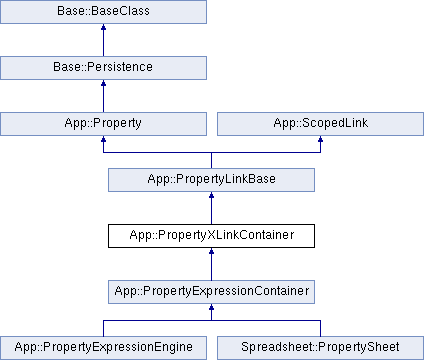 Base::BaseClass
Base::Persistence
App::Property
App::ScopedLink
App::PropertyLinkBase
App::PropertyXLinkContainer
App::PropertyExpressionContainer
App::PropertyExpressionEngine
Spreadsheet::PropertySheet